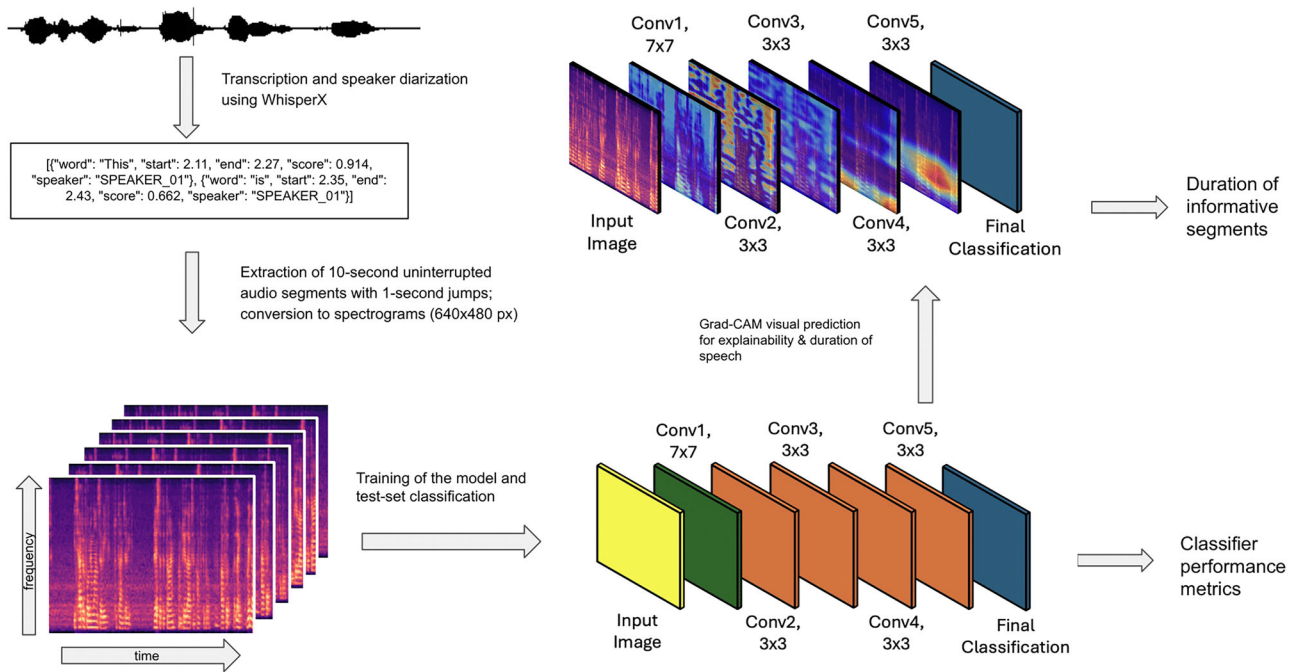 Transcription and speaker diarization
using WhisperX
[{"word": "This", "start": 2.11, "end": 2.27, "score": 0.914,
"speaker": "SPEAKER_01"}, {"word": "is", "start": 2.35, "end":
2.43, "score": 0.662, "speaker": "SPEAKER_01"}]
Extraction of 10-second uninterrupted
audio segments with 1-second jumps;
conversion to spectrograms (640x480 px)
frequency
time
Training of the model and
test-set classification
Conv1,
7x7
Conv3,
3x3
Conv5,
3x3
Input
Image
Conv2,
3x3
Conv4,
3x3
Final
Classification
Classifier
performance
metrics
Grad-CAM visual prediction
for explainability & duration of
speech
Conv1,
7x7
Conv3,
3x3
Conv5,
3x3
Input
Image
Conv2,
3x3
Conv4,
3x3
Final
Classification
Duration of
informative
segments